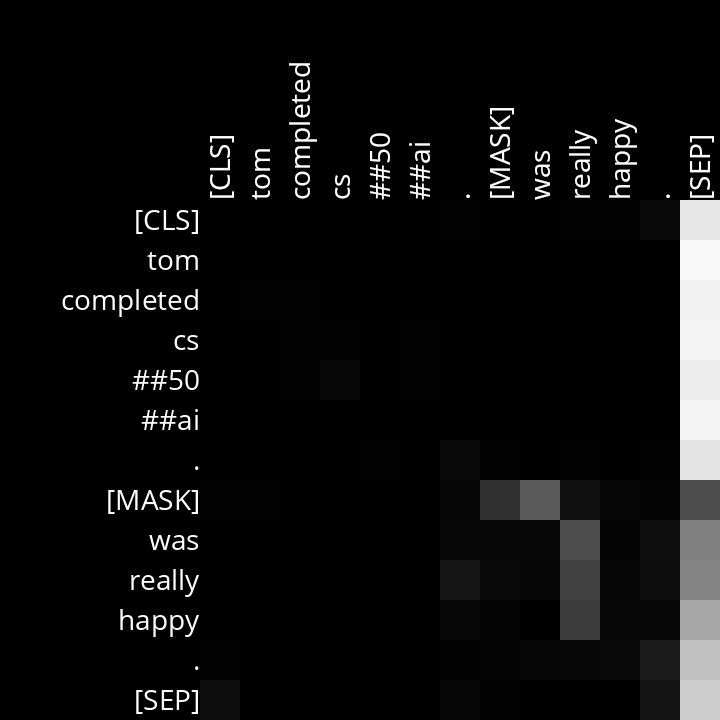 [CLS] tom completed cs ##50 ##ai . [MASK] was really happy . [SEP]
[CLS]
tom
completed
cs
##50
##ai
.
[MASK]
was
really
happy
.
[SEP]